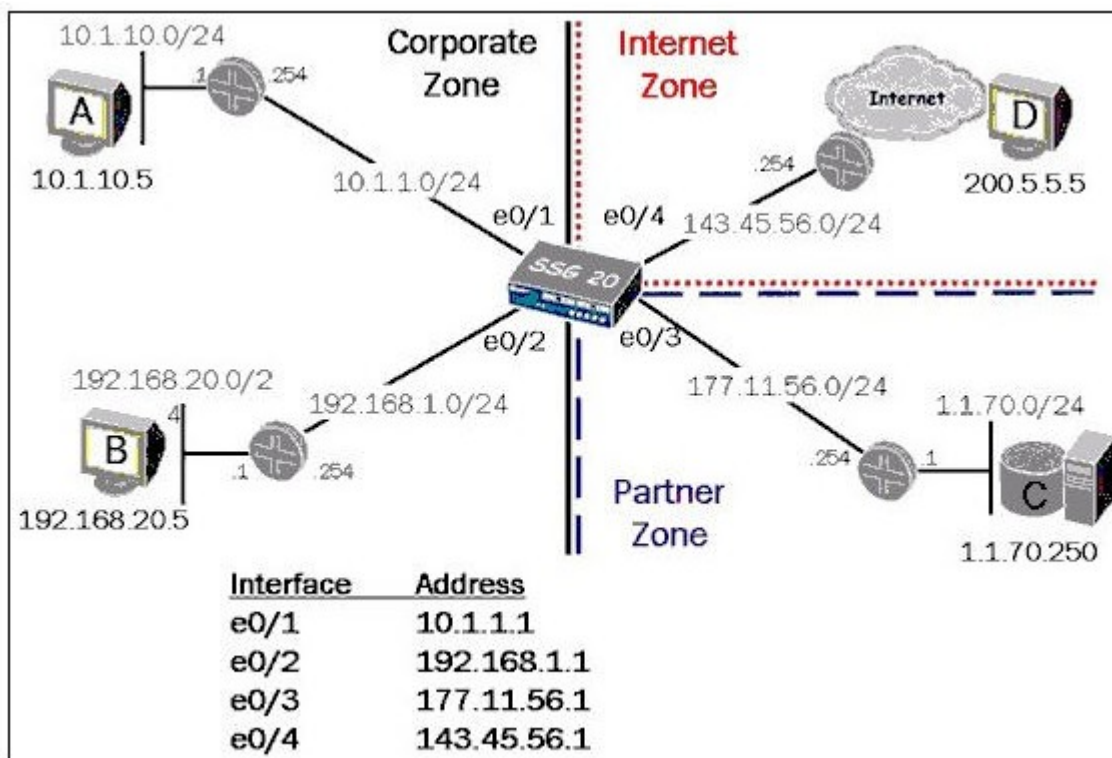 10.1.10.0/24
Corporate
Zone
Internet
Zone
.1
.254
A
Internet
D
10.1.10.5
10.1.1.0/24
.254
200.5.5.5
e0/1
e0/4
143.45.56.0/24
SSG 20
e0/2
e0/3
192.168.20.0/2
4
192.168.1.0/24
177.11.56.0/24
1.1.70.0/24
B
.1
.254
.254
.1
C
192.168.20.5
Partner
Zone
1.1.70.250
Interface Address
e0/1 10.1.1.1
e0/2 192.168.1.1
e0/3 177.11.56.1
e0/4 143.45.56.1